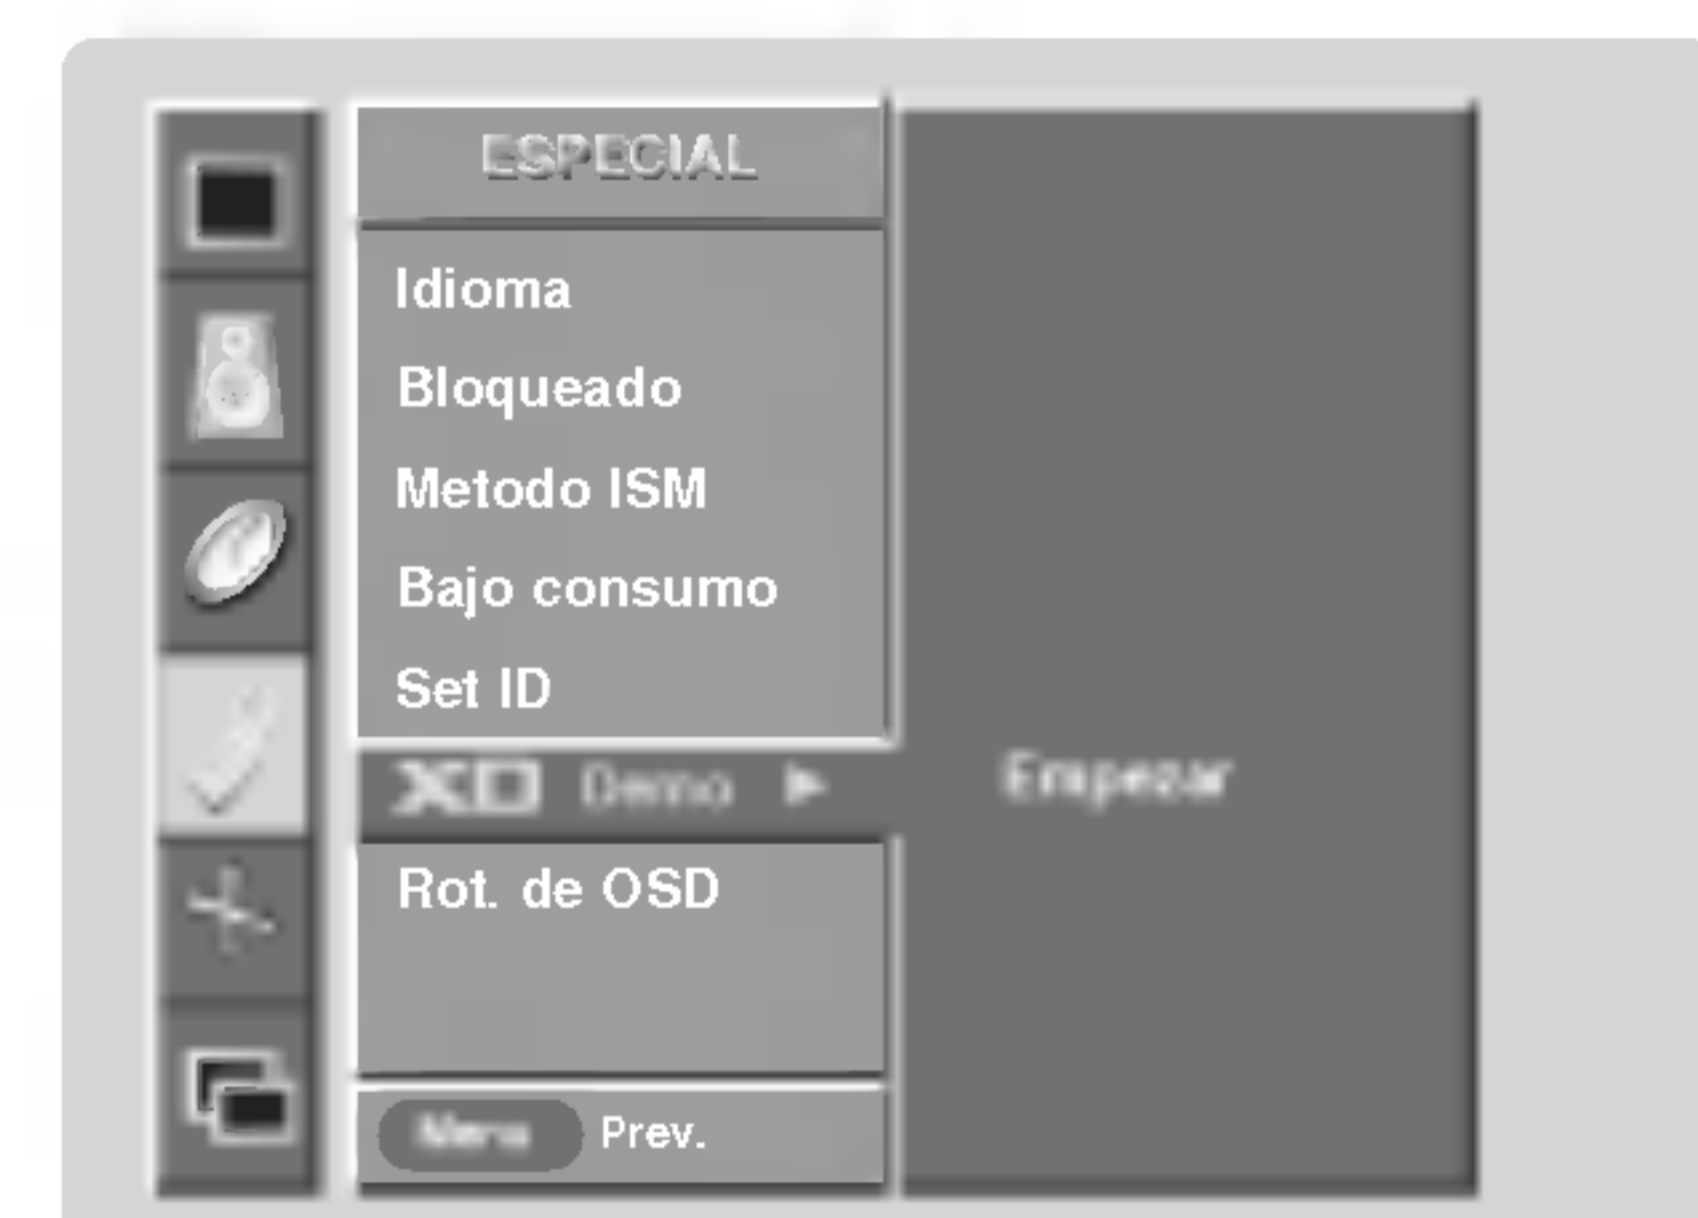 ESPECIAL
Idioma
Bloqueado
Metodo ISM
Bajo consumo
Set ID
XD Demo ▶ Empezar
Rot. de OSD
Menu Prev.